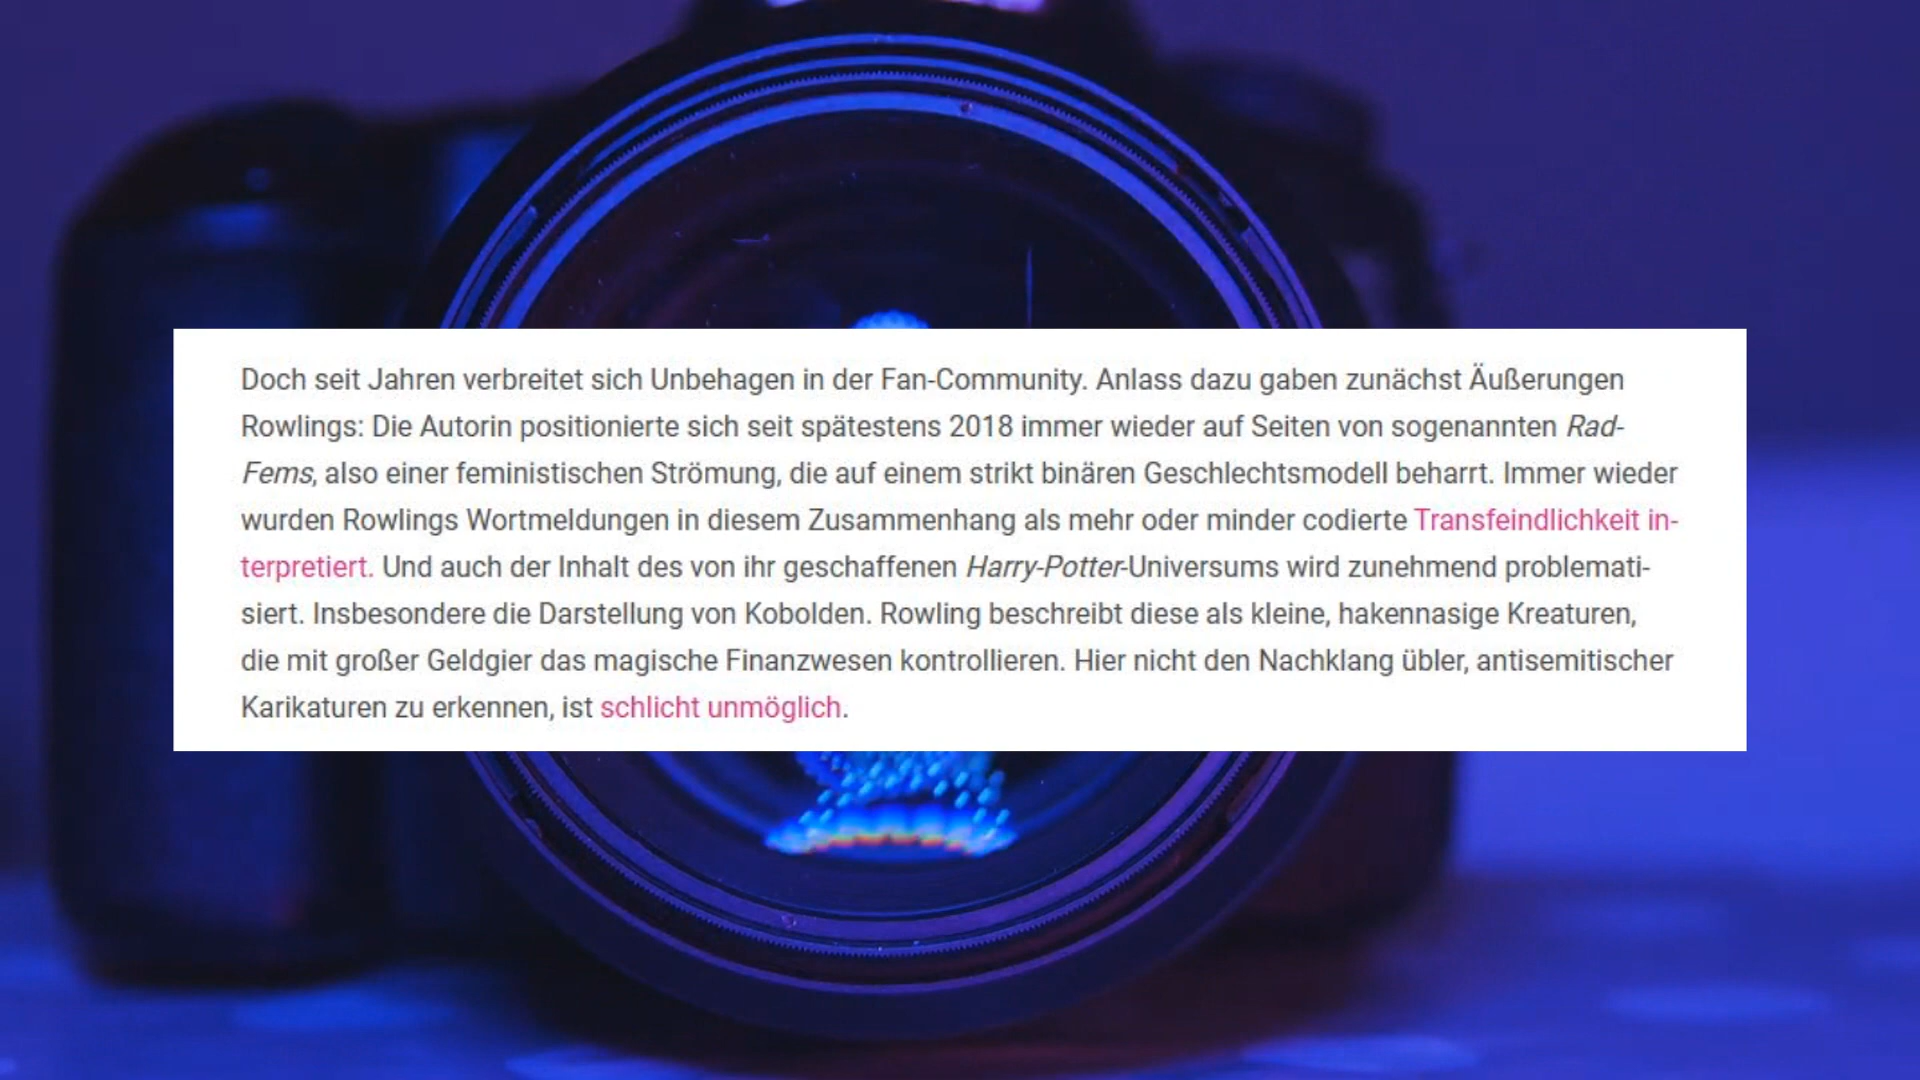 Doch seit Jahren verbreitet sich Unbehagen in der Fan-Community. Anlass dazu gaben zunächst Äußerungen
Rowlings: Die Autorin positionierte sich seit spätestens 2018 immer wieder auf Seiten von sogenannten Rad-
Fems, also einer feministischen Strömung, die auf einem strikt binären Geschlechtsmodell beharrt. Immer wieder
wurden Rowlings Wortmeldungen in diesem Zusammenhang als mehr oder minder codierte Transfeindlichkeit in-
terpretiert. Und auch der Inhalt des von ihr geschaffenen Harry-Potter-Universums wird zunehmend problemati-
siert. Insbesondere die Darstellung von Kobolden. Rowling beschreibt diese als kleine, hakennasige Kreaturen,
die mit großer Geldgier das magische Finanzwesen kontrollieren. Hier nicht den Nachklang übler, antisemitischer
Karikaturen zu erkennen, ist schlicht unmöglich.